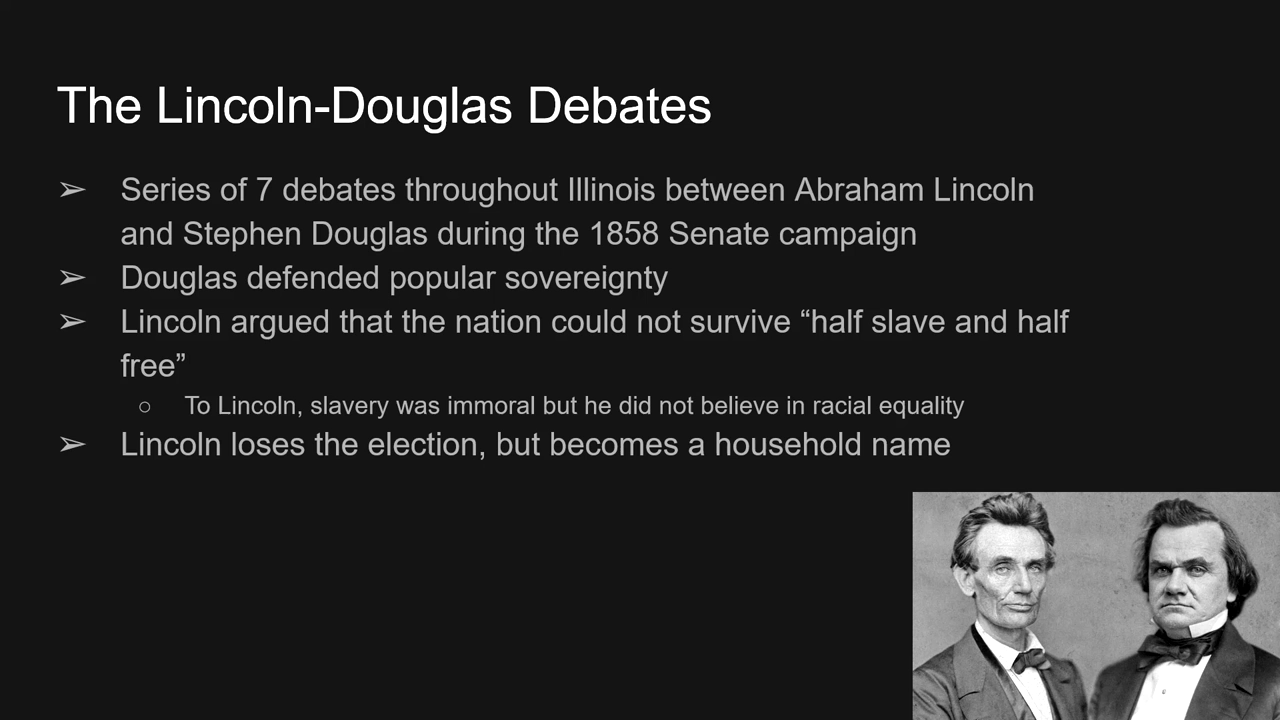 The Lincoln-Douglas Debates
➢ Series of 7 debates throughout Illinois between Abraham Lincoln
and Stephen Douglas during the 1858 Senate campaign
➢ Douglas defended popular sovereignty
➢ Lincoln argued that the nation could not survive “half slave and half
free”
○ To Lincoln, slavery was immoral but he did not believe in racial equality
➢ Lincoln loses the election, but becomes a household name